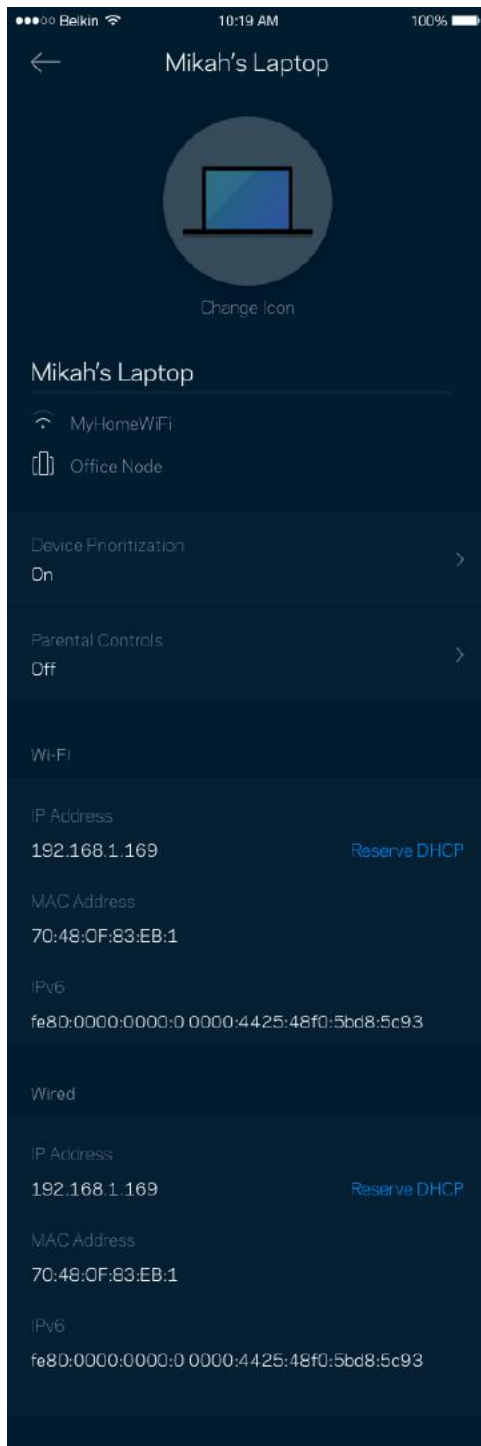 Belkin 10:19 AM 100%
Mikah's Laptop
Change Icon
Mikah's Laptop
MyHomeWiFi
Office Node
Device Prioritization
On
Parental Controls
Off
Wi-Fi
IP Address
192.168.1.169 Reserve DHCP
MAC Address
70:48:0F:83:EB:1
IPv6
fe80:0000:0000:0 0000:4425:48f0:5bd8:5c93
Wired
IP Address
192.168.1.169 Reserve DHCP
MAC Address
70:48:0F:83:EB:1
IPv6
fe80:0000:0000:0 0000:4425:48f0:5bd8:5c93